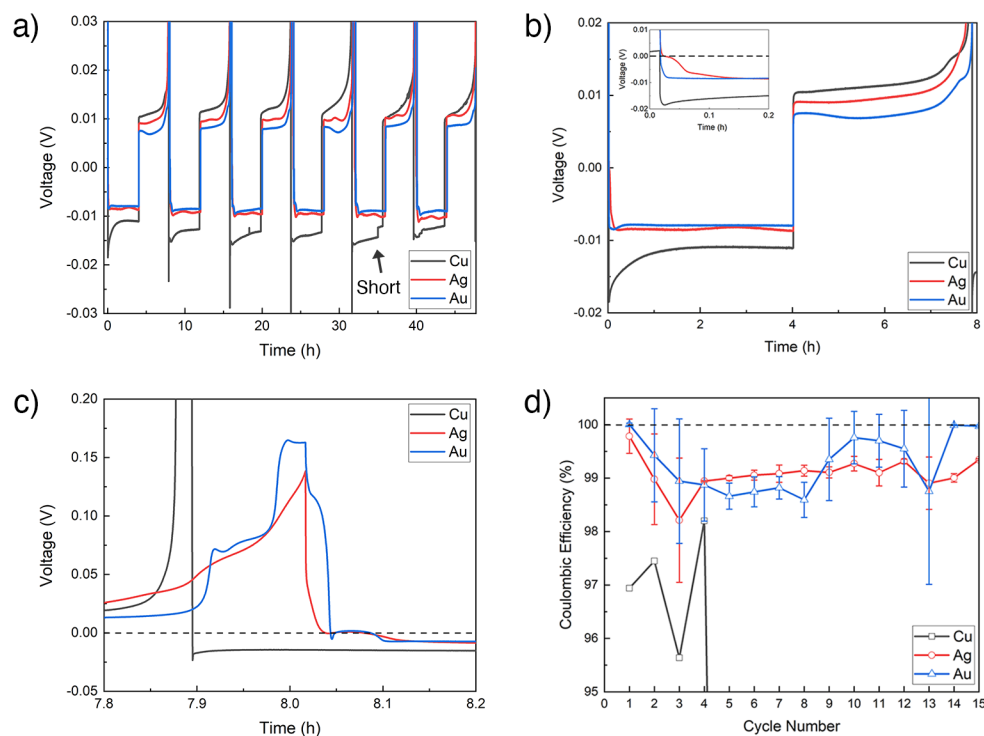 a)
0.03
0.02
0.01
0.00
-0.01
-0.02
-0.03
Voltage (V)
0
10
20
30
40
Time (h)
Short
Cu
Ag
Au
b)
0.02
0.01
0.00
-0.01
-0.02
Voltage (V)
0
2
4
6
8
Time (h)
Cu
Ag
Au
0.01
0.00
-0.01
-0.02
Voltage (V)
0.0
0.1
0.2
Time (h)
c)
0.20
0.15
0.10
0.05
0.00
-0.05
Voltage (V)
7.8
7.9
8.0
8.1
8.2
Time (h)
Cu
Ag
Au
d)
100
99
98
97
96
95
Coulombic Efficiency (%)
0 1 2 3 4 5 6 7 8 9 10 11 12 13 14 15
Cycle Number
Cu
Ag
Au